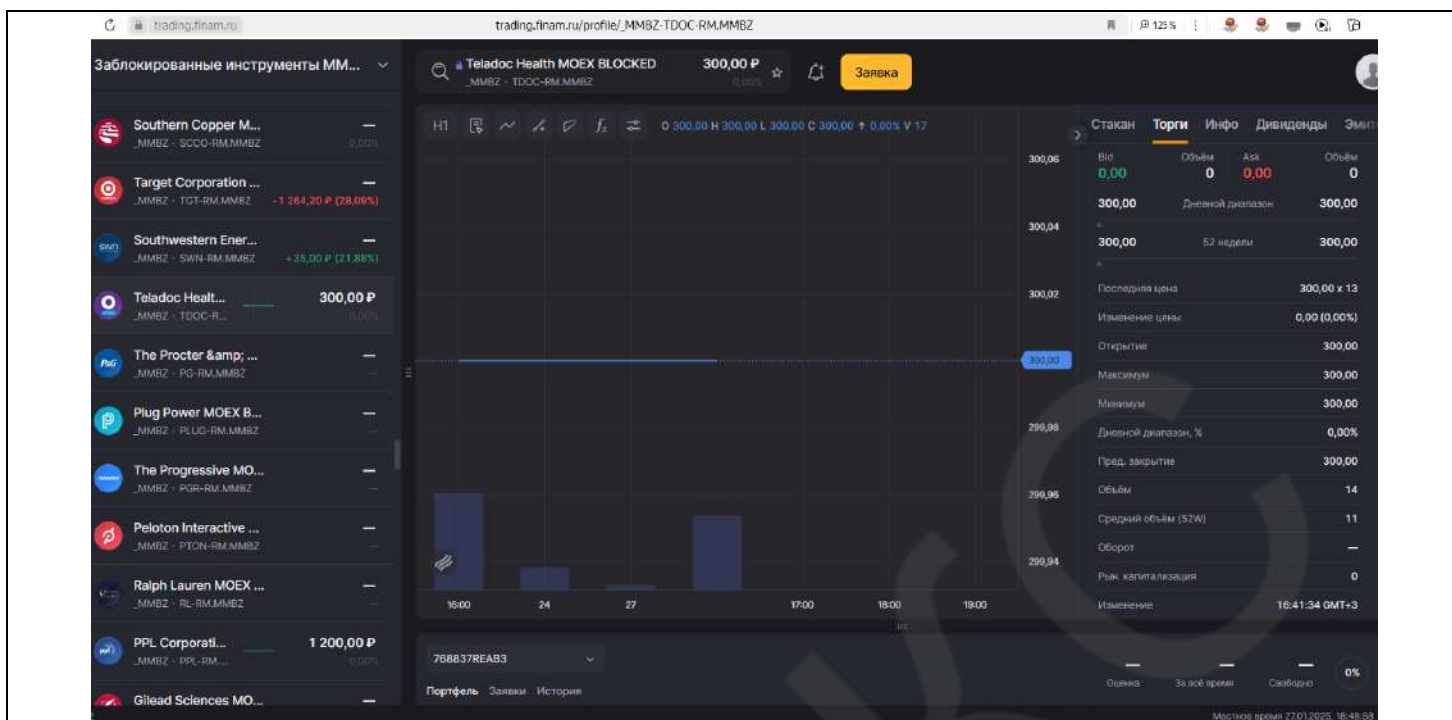 trading.finam.ru
trading.finam.ru/profile/_MMBZ-TDOC-RM.MMBZ
125 %
Заблокированные инструменты MM...
Teladoc Health MOEX BLOCKED
300,00 ₽
_MMBZ · TDOC-RM.MMBZ
0,00%
Заявка
Southern Copper M...
—
_MMBZ · SCCO-RM.MMBZ
0,00%
Target Corporation ...
—
_MMBZ · TGT-RM.MMBZ
-1 264,20 ₽ (28,09%)
Southwestern Ener...
—
_MMBZ · SWN-RM.MMBZ
+35,00 ₽ (21,88%)
Teladoc Healt...
300,00 ₽
_MMBZ · TDOC-R...
0,00%
The Procter &amp; ...
—
_MMBZ · PG-RM.MMBZ
—
Plug Power MOEX B...
—
_MMBZ · PLUG-RM.MMBZ
—
The Progressive MO...
—
_MMBZ · PGR-RM.MMBZ
—
Peloton Interactive ...
—
_MMBZ · PTON-RM.MMBZ
—
Ralph Lauren MOEX ...
—
_MMBZ · RL-RM.MMBZ
—
PPL Corporati...
1 200,00 ₽
_MMBZ · PPL-RM....
0,00%
Gilead Sciences MO...
—
H1
O 300,00 H 300,00 L 300,00 C 300,00 ↑ 0,00% V 17
300,06
300,04
300,02
300,00
299,98
299,96
299,94
16:00 24 27 17:00 18:00 19:00
768837REAB3
Портфель Заявки История
Стакан Торги Инфо Дивиденды Эмит
Bid Объём Ask Объём
0,00 0 0,00 0
300,00 Дневной диапазон 300,00
300,00 52 недели 300,00
Последняя цена 300,00 x 13
Изменение цены 0,00 (0,00%)
Открытие 300,00
Максимум 300,00
Минимум 300,00
Дневной диапазон, % 0,00%
Пред. закрытие 300,00
Объём 14
Средний объём (52W) 11
Оборот —
Рын. капитализация 0
Изменение 16:41:34 GMT+3
— — — 0%
Оценка За всё время Свободно
Местное время 27.01.2025, 16:48:58